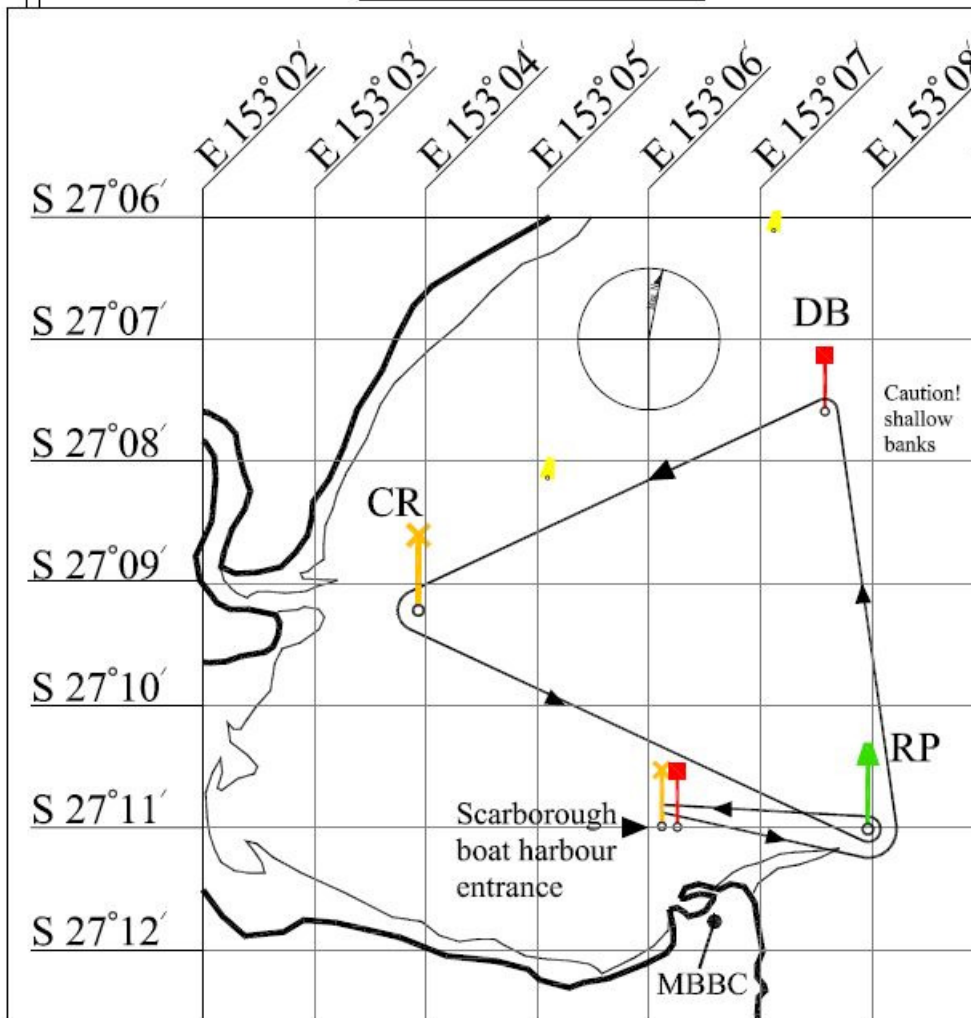 E 153°02′
E 153°03′
E 153°04′
E 153°05′
E 153°06′
E 153°07′
E 153°08′
S 27°06′
S 27°07′
DB
Caution!
shallow
banks
S 27°08′
CR
S 27°09′
S 27°10′
RP
S 27°11′
Scarborough
boat harbour
entrance
S 27°12′
MBBC